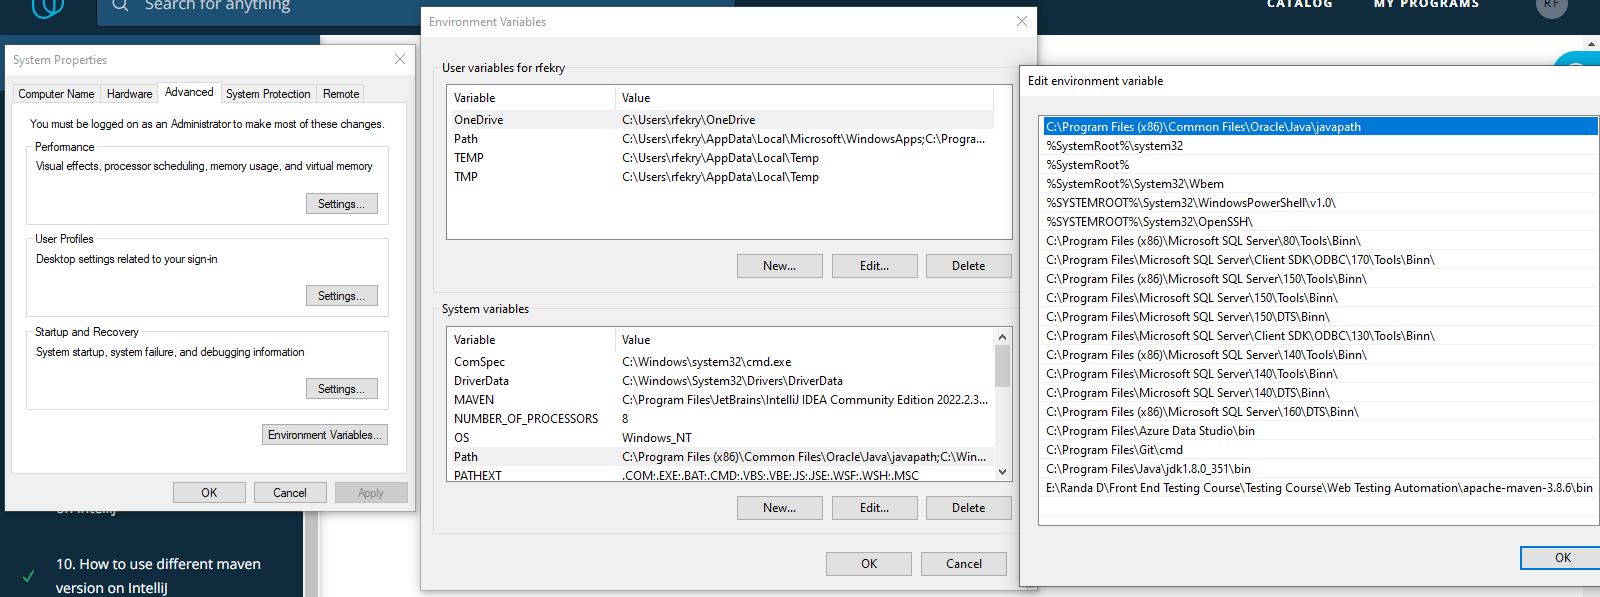 Search for anything
CATALOG
MY PROGRAMS
RF
System Properties
Computer Name
Hardware
Advanced
System Protection
Remote
You must be logged on as an Administrator to make most of these changes.
Performance
Visual effects, processor scheduling, memory usage, and virtual memory
Settings...
User Profiles
Desktop settings related to your sign-in
Settings...
Startup and Recovery
System startup, system failure, and debugging information
Settings...
Environment Variables...
OK
Cancel
Apply
on IntelliJ
10. How to use different maven
version on IntelliJ
Environment Variables
User variables for rfekry
Variable Value
OneDrive C:\Users\rfekry\OneDrive
Path C:\Users\rfekry\AppData\Local\Microsoft\WindowsApps;C:\Progra...
TEMP C:\Users\rfekry\AppData\Local\Temp
TMP C:\Users\rfekry\AppData\Local\Temp
New...
Edit...
Delete
System variables
Variable Value
ComSpec C:\Windows\system32\cmd.exe
DriverData C:\Windows\System32\Drivers\DriverData
MAVEN C:\Program Files\JetBrains\IntelliJ IDEA Community Edition 2022.2.3...
NUMBER_OF_PROCESSORS 8
OS Windows_NT
Path C:\Program Files (x86)\Common Files\Oracle\Java\javapath;C:\Win...
PATHEXT .COM;.EXE;.BAT;.CMD;.VBS;.VBE;.JS;.JSE;.WSF;.WSH;.MSC
New...
Edit...
Delete
OK
Cancel
Edit environment variable
C:\Program Files (x86)\Common Files\Oracle\Java\javapath
%SystemRoot%\system32
%SystemRoot%
%SystemRoot%\System32\Wbem
%SYSTEMROOT%\System32\WindowsPowerShell\v1.0\
%SYSTEMROOT%\System32\OpenSSH\
C:\Program Files (x86)\Microsoft SQL Server\80\Tools\Binn\
C:\Program Files\Microsoft SQL Server\Client SDK\ODBC\170\Tools\Binn\
C:\Program Files (x86)\Microsoft SQL Server\150\Tools\Binn\
C:\Program Files\Microsoft SQL Server\150\Tools\Binn\
C:\Program Files\Microsoft SQL Server\150\DTS\Binn\
C:\Program Files\Microsoft SQL Server\Client SDK\ODBC\130\Tools\Binn\
C:\Program Files (x86)\Microsoft SQL Server\140\Tools\Binn\
C:\Program Files\Microsoft SQL Server\140\Tools\Binn\
C:\Program Files\Microsoft SQL Server\140\DTS\Binn\
C:\Program Files (x86)\Microsoft SQL Server\160\DTS\Binn\
C:\Program Files\Azure Data Studio\bin
C:\Program Files\Git\cmd
C:\Program Files\Java\jdk1.8.0_351\bin
E:\Randa D\Front End Testing Course\Testing Course\Web Testing Automation\apache-maven-3.8.6\bin
OK